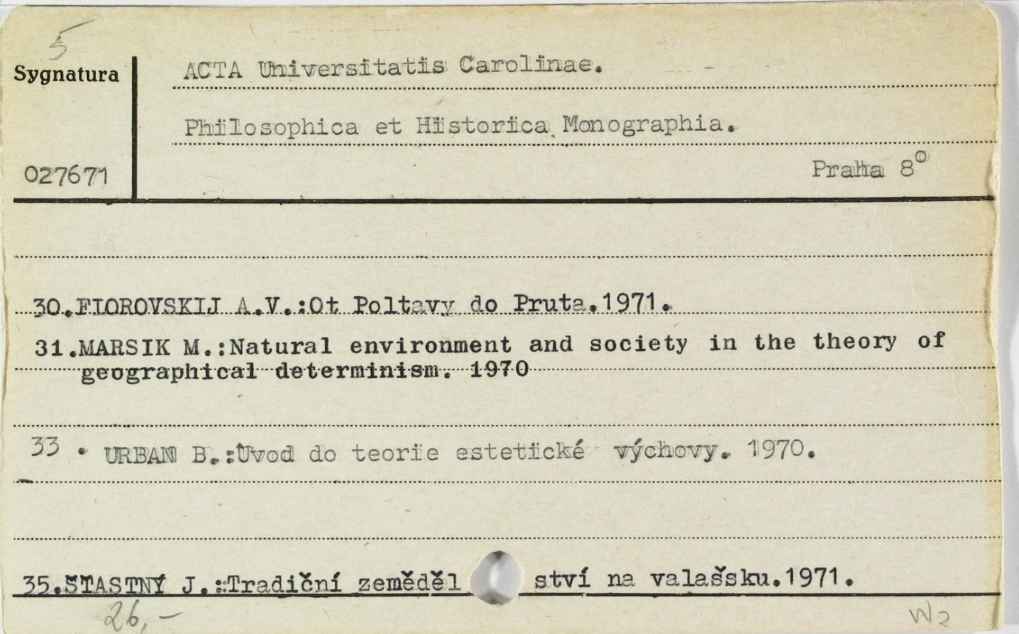 5
Sygnatura
ACTA Universitatis Carolinae.
Philosophica et Historica Monographia.
027671
Praha 8°
30.FIOROVSKIJ A.V.:Ot Poltavy do Pruta.1971.
31.MARSIK M.:Natural environment and society in the theory of
geographical determinism. 1970
33. URBAN B.:Úvod do teorie estetické výchovy. 1970.
35.ŠTASTNÝ J.:Tradiční zeměděl ství na valašsku.1971.
26,-
W2